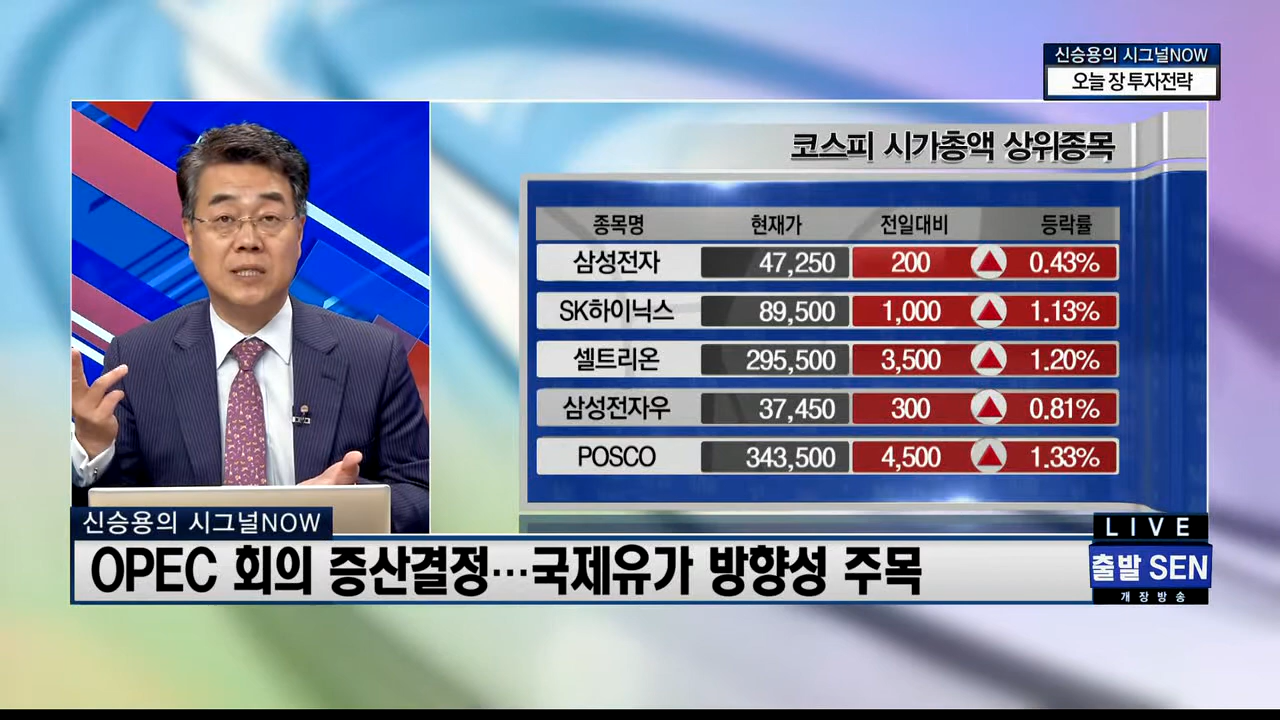 신승용의 시그널NOW
오늘 장 투자전략
코스피 시가총액 상위종목
종목명 현재가 전일대비 등락률
삼성전자 47,250 200 ▲ 0.43%
SK하이닉스 89,500 1,000 ▲ 1.13%
셀트리온 295,500 3,500 ▲ 1.20%
삼성전자우 37,450 300 ▲ 0.81%
POSCO 343,500 4,500 ▲ 1.33%
신승용의 시그널NOW
OPEC 회의 증산결정…국제유가 방향성 주목
LIVE
출발 SEN
개장방송